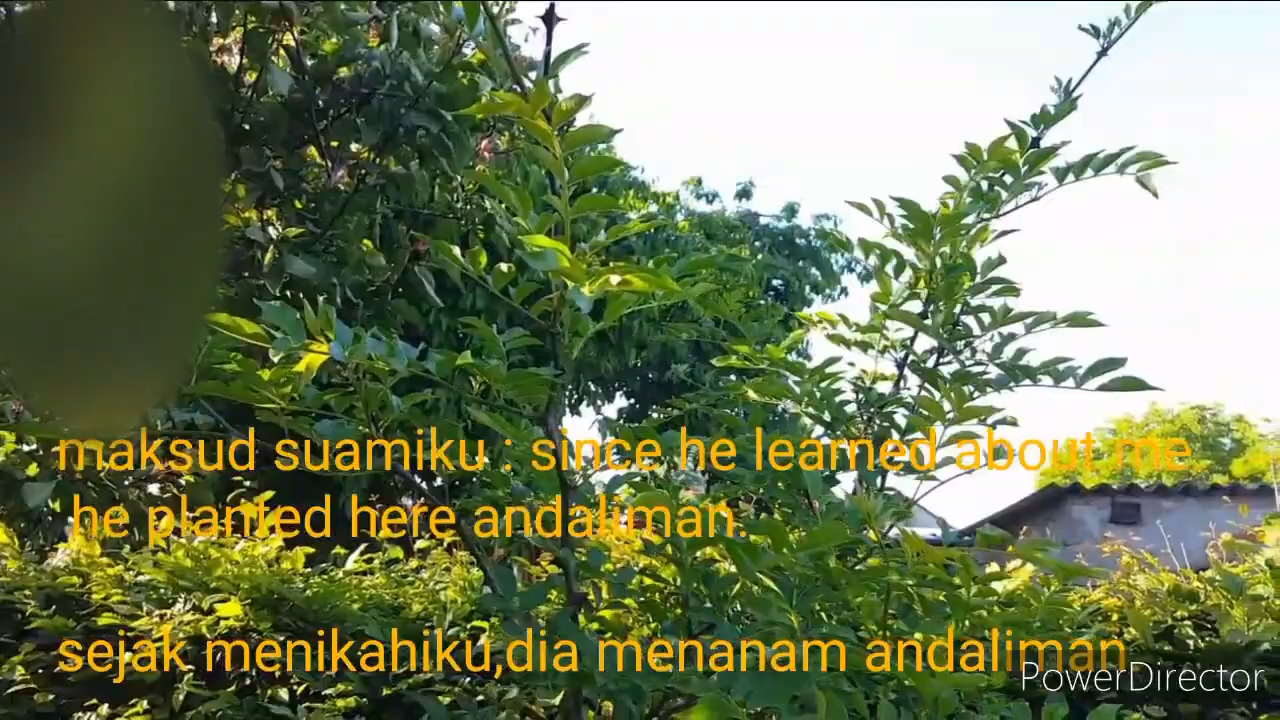 maksud suamiku : since he learned about me
he planted here andaliman.
sejak menikahiku,dia menanam andaliman
PowerDirector